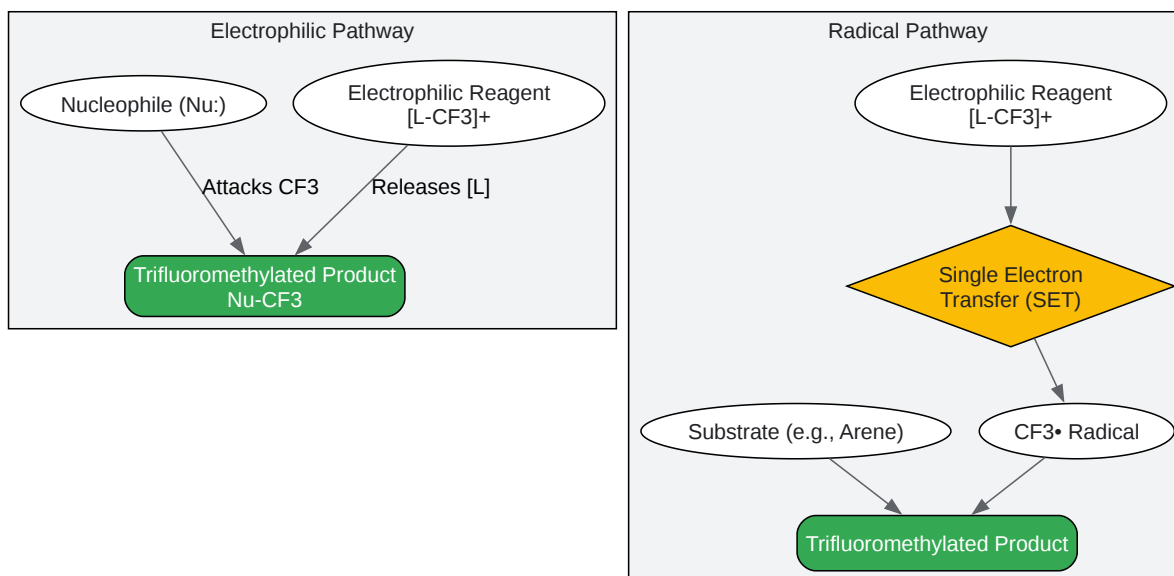 Electrophilic Pathway
Nucleophile (Nu:)
Electrophilic Reagent
[L-CF3]+
Attacks CF3
Releases [L]
Trifluoromethylated Product
Nu-CF3
Radical Pathway
Electrophilic Reagent
[L-CF3]+
Single Electron
Transfer (SET)
Substrate (e.g., Arene)
CF3• Radical
Trifluoromethylated Product